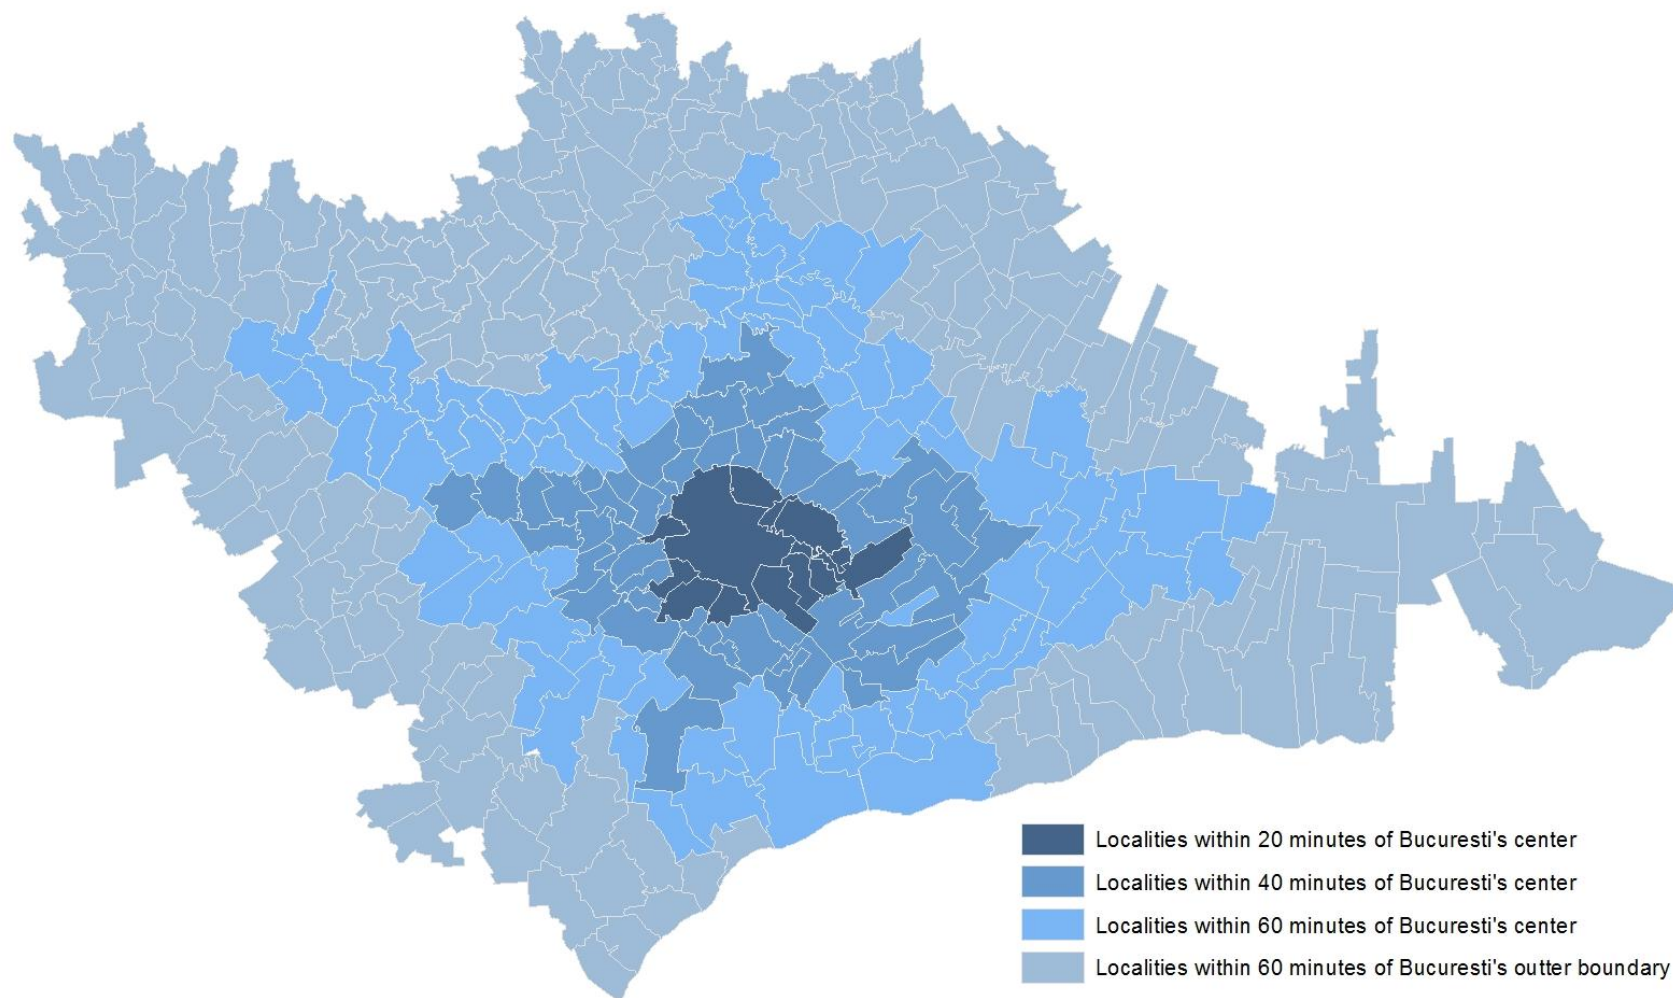 Localities within 20 minutes of Bucuresti's center
Localities within 40 minutes of Bucuresti's center
Localities within 60 minutes of Bucuresti's center
Localities within 60 minutes of Bucuresti's outter boundary